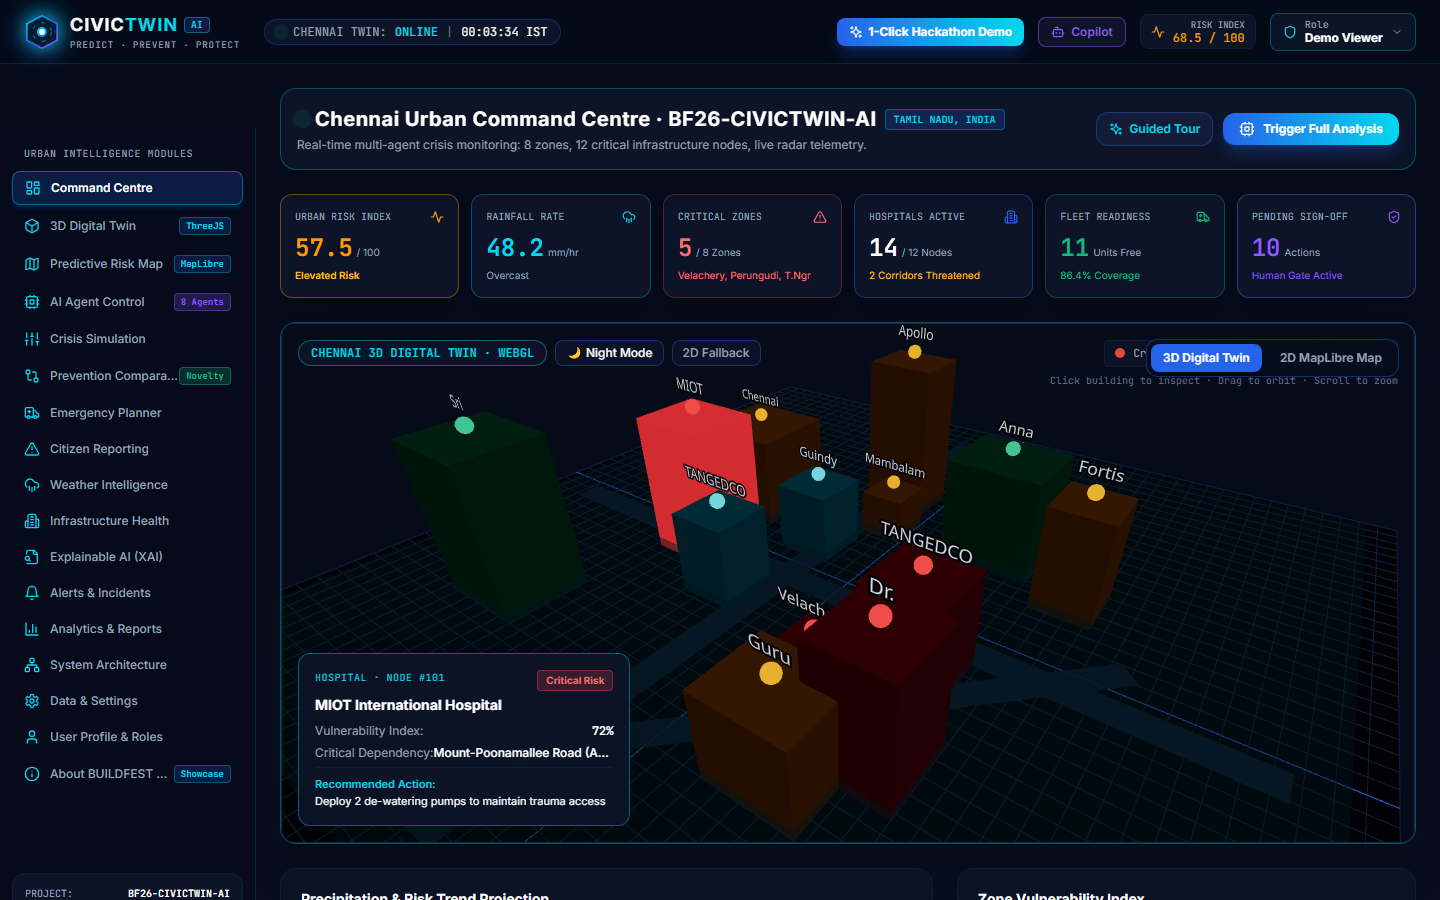 CIVICTWIN AI
PREDICT · PREVENT · PROTECT
CHENNAI TWIN: ONLINE | 00:03:34 IST
1-Click Hackathon Demo
Copilot
RISK INDEX
68.5 / 100
Role
Demo Viewer
URBAN INTELLIGENCE MODULES
Command Centre
3D Digital Twin ThreeJS
Predictive Risk Map MapLibre
AI Agent Control 8 Agents
Crisis Simulation
Prevention Compara... Novelty
Emergency Planner
Citizen Reporting
Weather Intelligence
Infrastructure Health
Explainable AI (XAI)
Alerts & Incidents
Analytics & Reports
System Architecture
Data & Settings
User Profile & Roles
About BUILDFEST ... Showcase
PROJECT: BF26-CIVICTWIN-AI
Chennai Urban Command Centre · BF26-CIVICTWIN-AI TAMIL NADU, INDIA
Real-time multi-agent crisis monitoring: 8 zones, 12 critical infrastructure nodes, live radar telemetry.
Guided Tour
Trigger Full Analysis
URBAN RISK INDEX
57.5 / 100
Elevated Risk
RAINFALL RATE
48.2 mm/hr
Overcast
CRITICAL ZONES
5 / 8 Zones
Velachery, Perungudi, T.Ngr
HOSPITALS ACTIVE
14 / 12 Nodes
2 Corridors Threatened
FLEET READINESS
11 Units Free
86.4% Coverage
PENDING SIGN-OFF
10 Actions
Human Gate Active
CHENNAI 3D DIGITAL TWIN · WEBGL
Night Mode
2D Fallback
Cr
3D Digital Twin
2D MapLibre Map
Click building to inspect · Drag to orbit · Scroll to zoom
Apollo
MIOT
Chennai
Sri
Anna
Guindy
Mambalam
Fortis
TANGEDCO
TANGEDCO
Dr.
Velach
Guru
HOSPITAL · NODE #101
Critical Risk
MIOT International Hospital
Vulnerability Index: 72%
Critical Dependency: Mount-Poonamallee Road (A...
Recommended Action:
Deploy 2 de-watering pumps to maintain trauma access
Precipitation & Risk Trend Projection
Zone Vulnerability Index